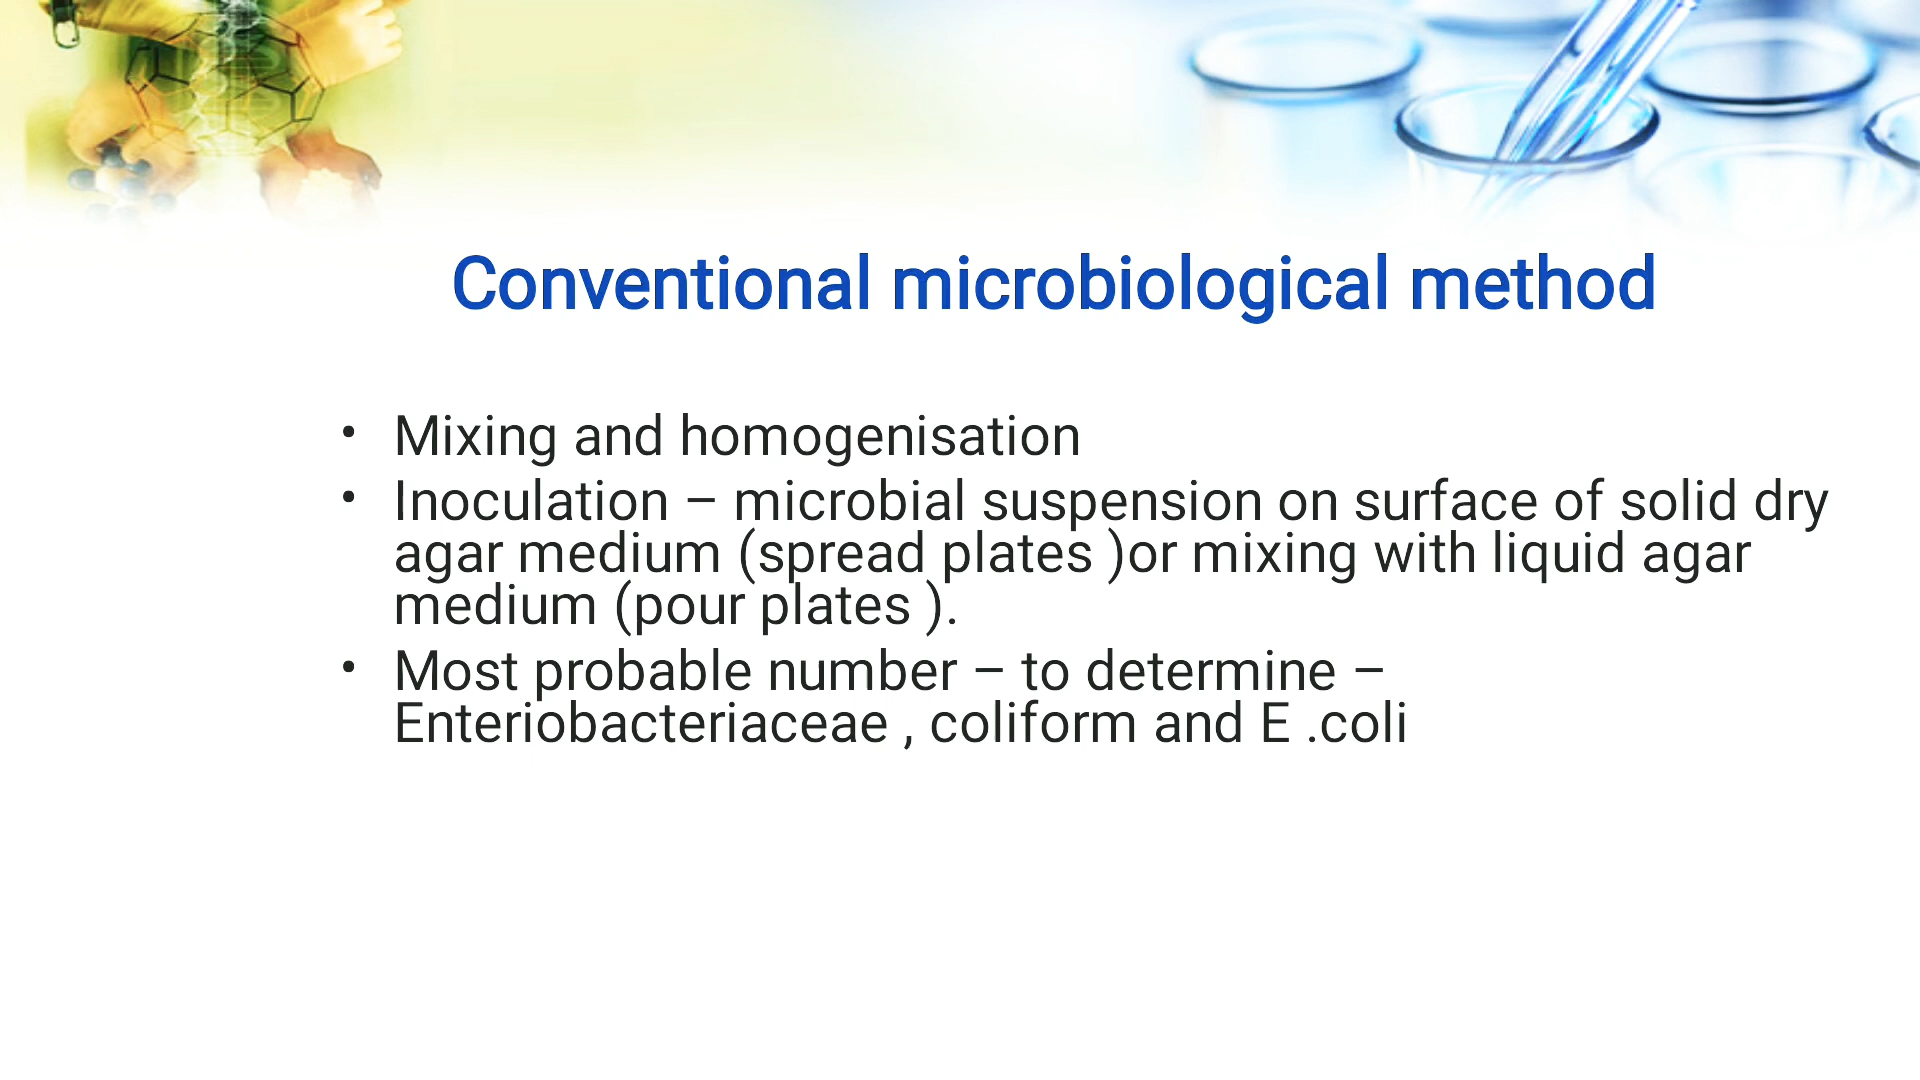 Conventional microbiological method
• Mixing and homogenisation
• Inoculation – microbial suspension on surface of solid dry
agar medium (spread plates )or mixing with liquid agar
medium (pour plates ).
• Most probable number – to determine –
Enteriobacteriaceae , coliform and E .coli